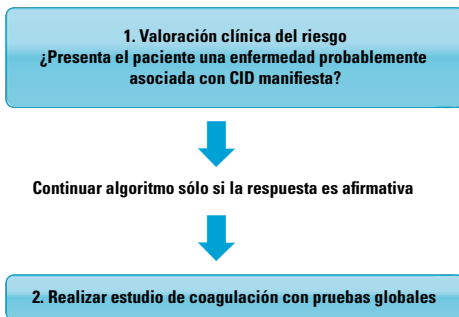 1. Valoración clínica del riesgo
¿Presenta el paciente una enfermedad probablemente
asociada con CID manifiesta?
Continuar algoritmo sólo si la respuesta es afirmativa
2. Realizar estudio de coagulación con pruebas globales